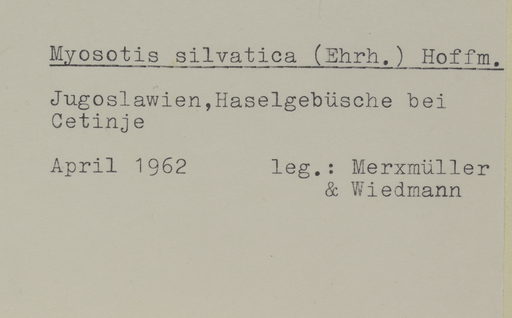 Myosotis silvatica (Ehrh.) Hoffm.
Jugoslawien,Haselgebüsche bei
Cetinje
April 1962 leg.: Merxmüller
& Wiedmann